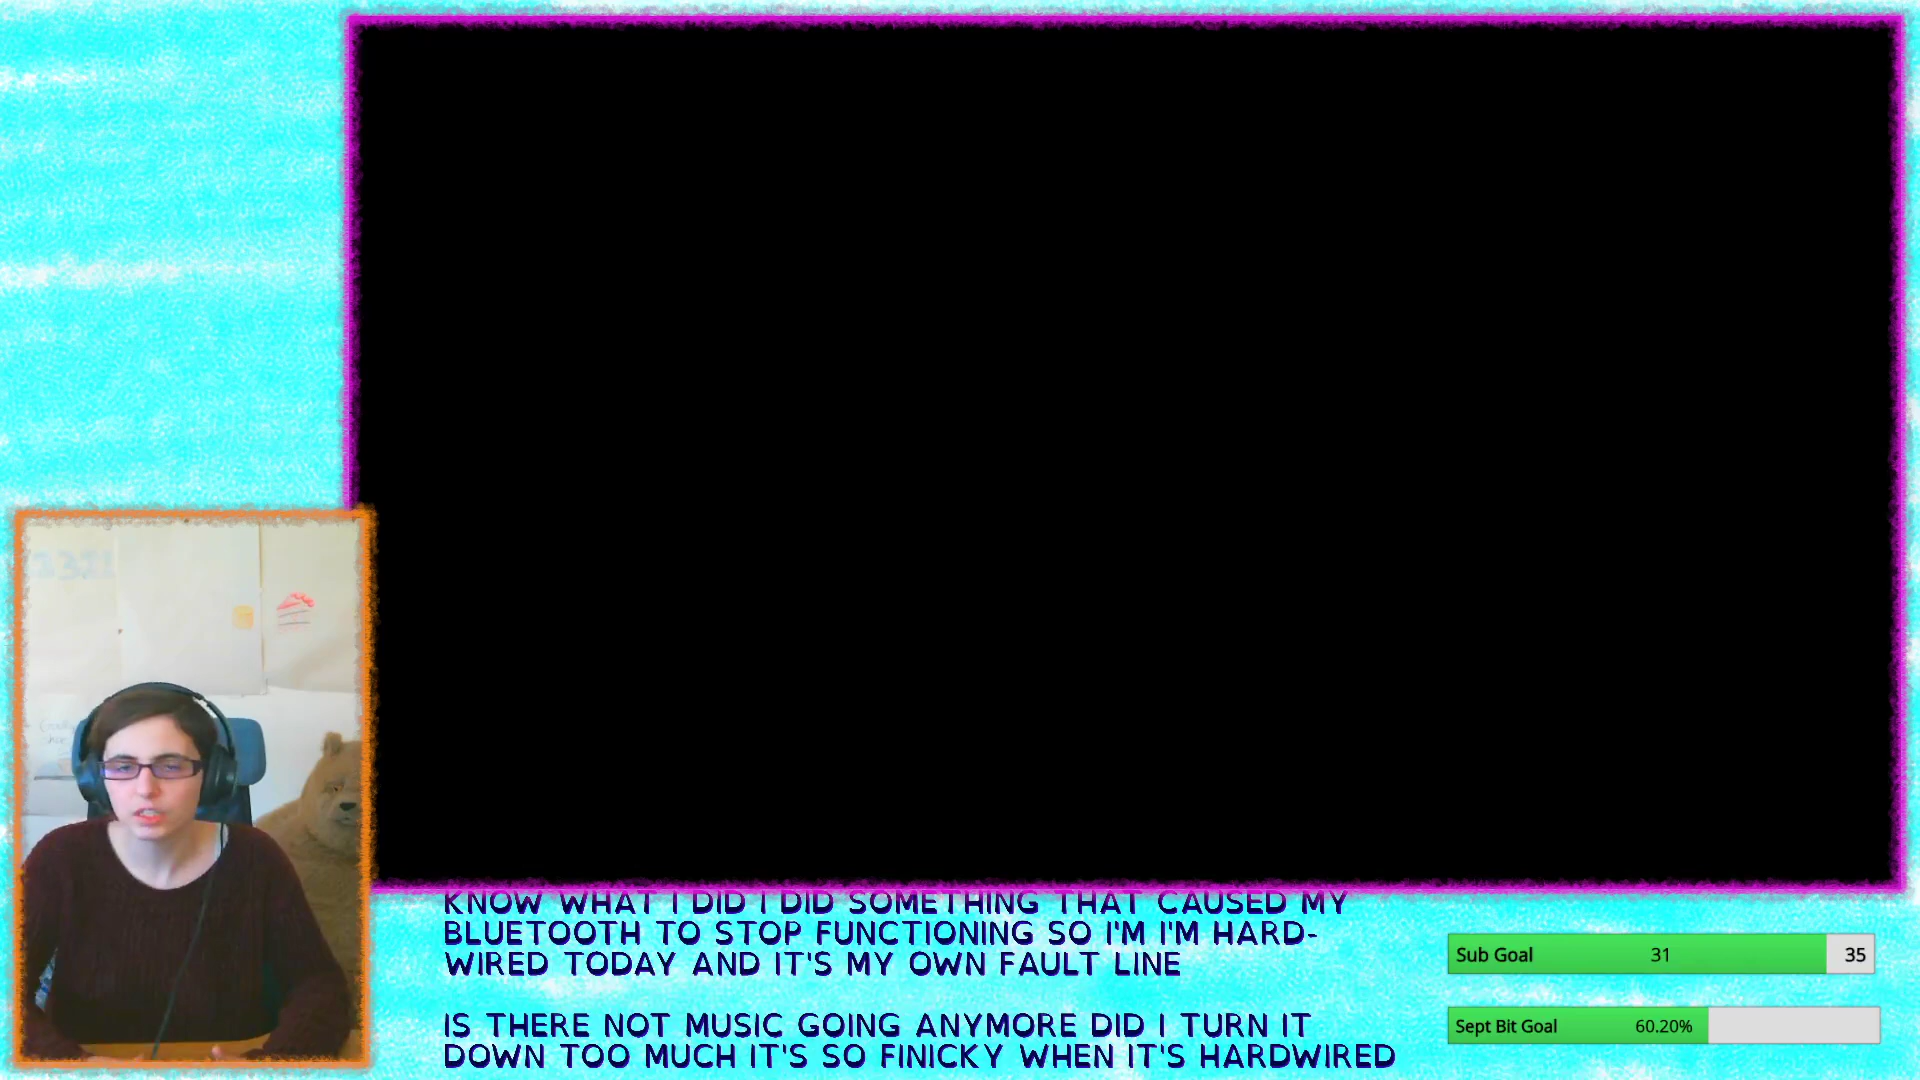 KNOW WHAT I DID I DID SOMETHING THAT CAUSED MY
BLUETOOTH TO STOP FUNCTIONING SO I'M I'M HARD-
WIRED TODAY AND IT'S MY OWN FAULT LINE
IS THERE NOT MUSIC GOING ANYMORE DID I TURN IT
DOWN TOO MUCH IT'S SO FINICKY WHEN IT'S HARDWIRED
Sub Goal 31 35
Sept Bit Goal 60.20%